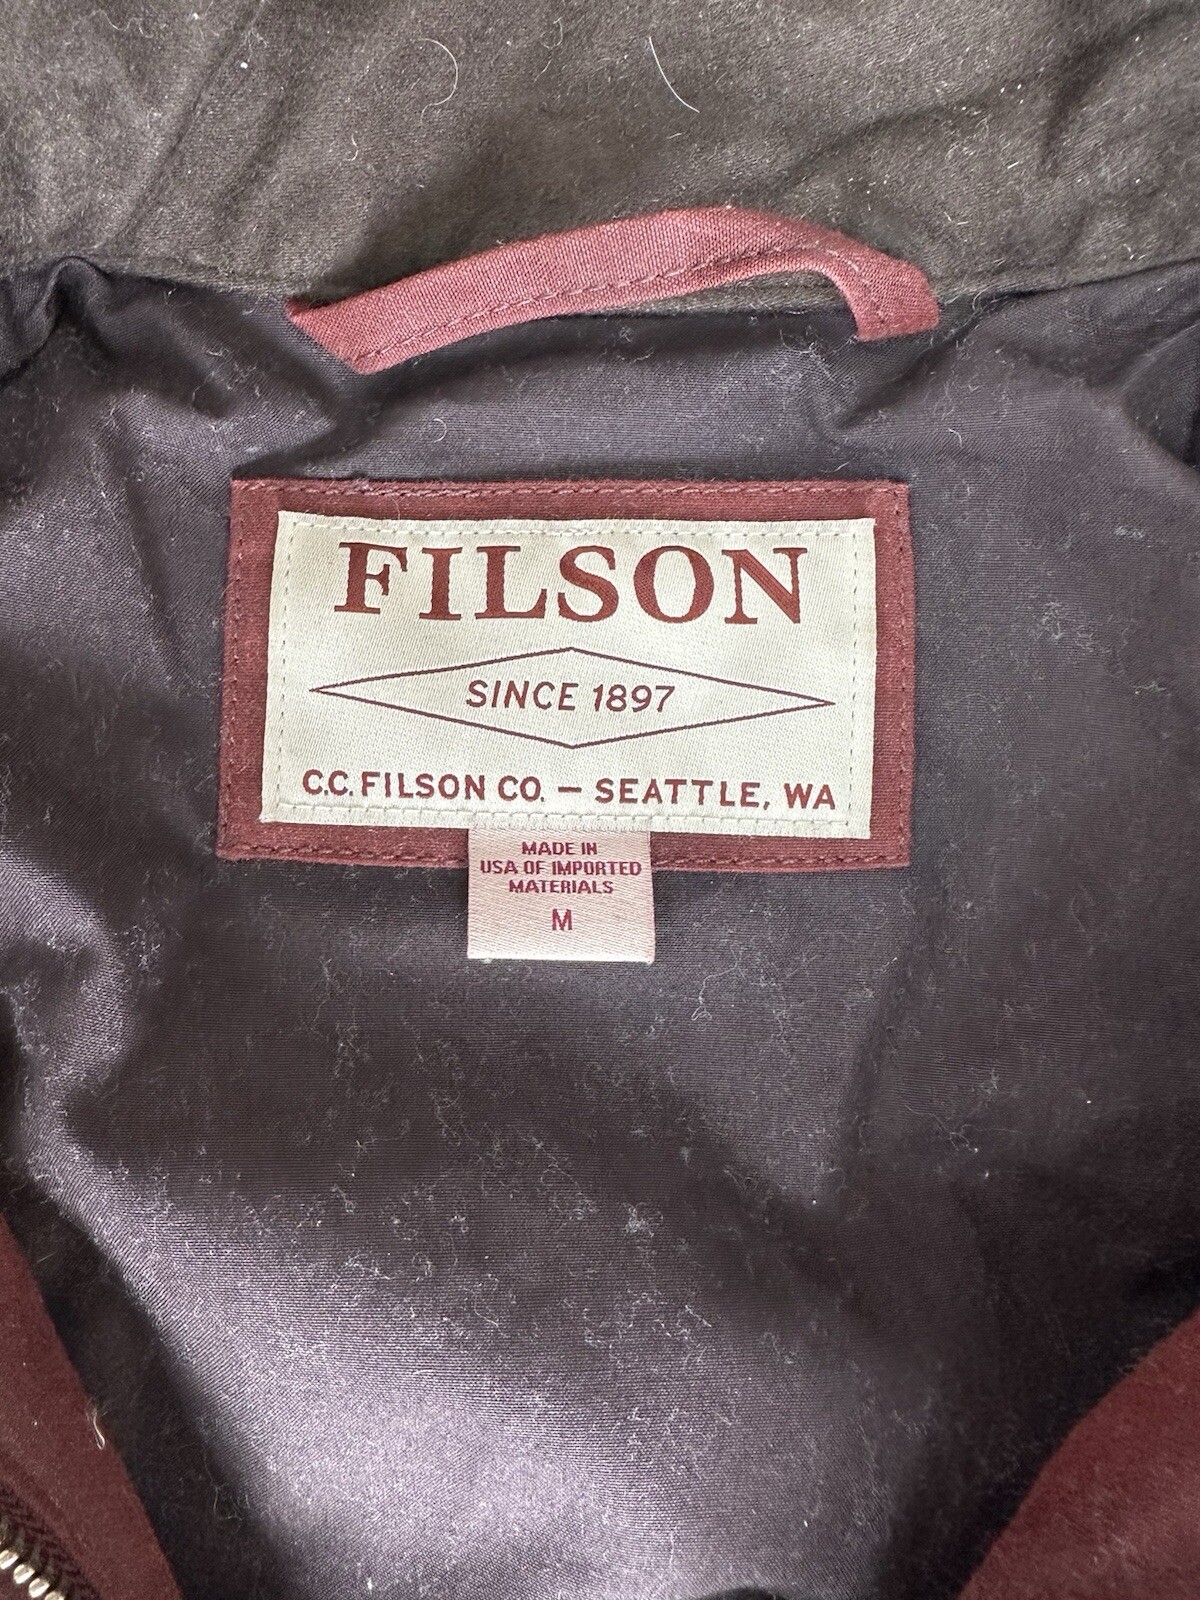 FILSON
SINCE 1897
C.C. FILSON CO. – SEATTLE, WA
MADE IN
USA OF IMPORTED
MATERIALS
M